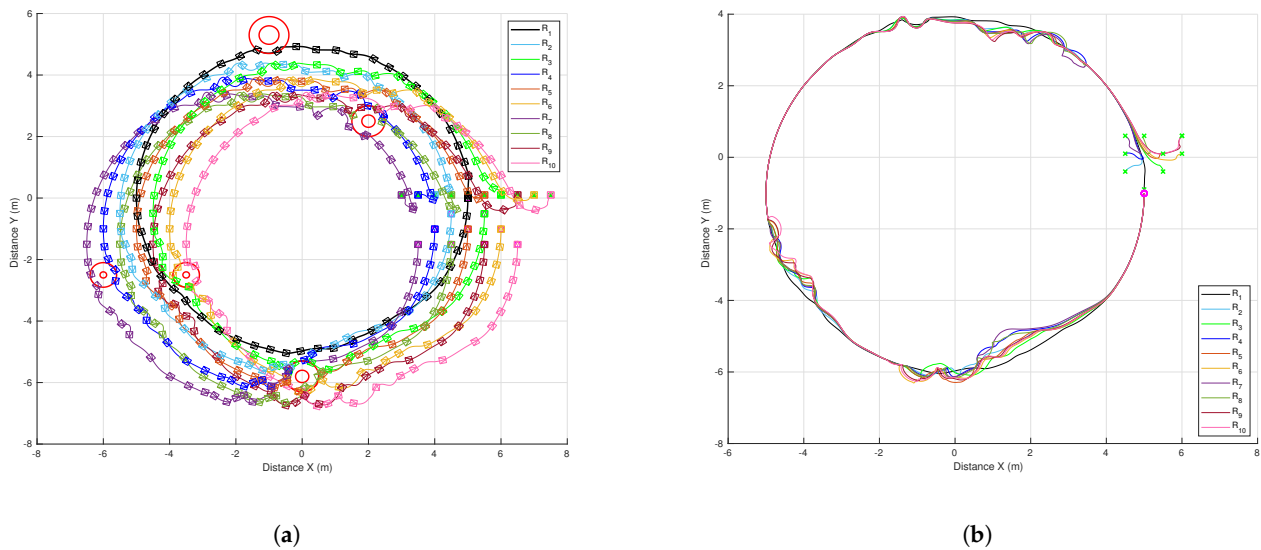 6
4
2
0
-2
-4
-6
-8
Distance Y (m)
-8 -6 -4 -2 0 2 4 6 8
Distance X (m)
R1
R2
R3
R4
R5
R6
R7
R8
R9
R10
(a)
4
2
0
-2
-4
-6
-8
Distance Y (m)
-6 -4 -2 0 2 4 6 8
Distance X (m)
R1
R2
R3
R4
R5
R6
R7
R8
R9
R10
(b)